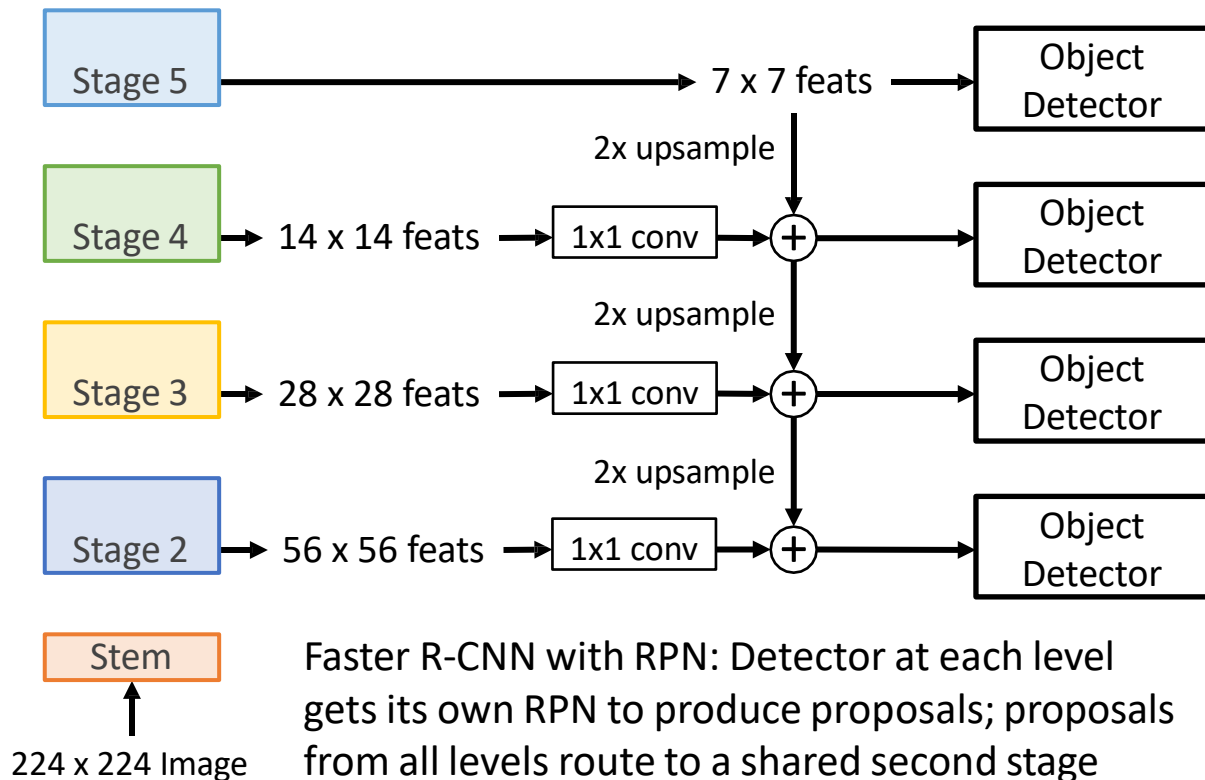 Stage 5
7 x 7 feats
Object
Detector
2x upsample
Stage 4
14 x 14 feats
1x1 conv
+
Object
Detector
2x upsample
Stage 3
28 x 28 feats
1x1 conv
+
Object
Detector
2x upsample
Stage 2
56 x 56 feats
1x1 conv
+
Object
Detector
Stem
224 x 224 Image
Faster R-CNN with RPN: Detector at each level
gets its own RPN to produce proposals; proposals
from all levels route to a shared second stage